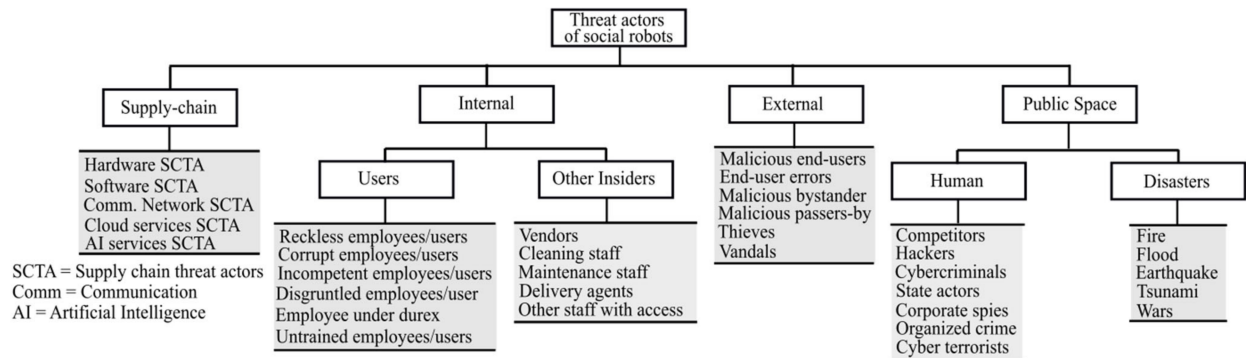 Threat actors
of social robots
Supply-chain
Internal
External
Public Space
Hardware SCTA
Software SCTA
Comm. Network SCTA
Cloud services SCTA
AI services SCTA
SCTA = Supply chain threat actors
Comm = Communication
AI = Artificial Intelligence
Users
Other Insiders
Reckless employees/users
Corrupt employees/users
Incompetent employees/users
Disgruntled employees/user
Employee under durex
Untrained employees/users
Vendors
Cleaning staff
Maintenance staff
Delivery agents
Other staff with access
Malicious end-users
End-user errors
Malicious bystander
Malicious passers-by
Thieves
Vandals
Human
Disasters
Competitors
Hackers
Cybercriminals
State actors
Corporate spies
Organized crime
Cyber terrorists
Fire
Flood
Earthquake
Tsunami
Wars